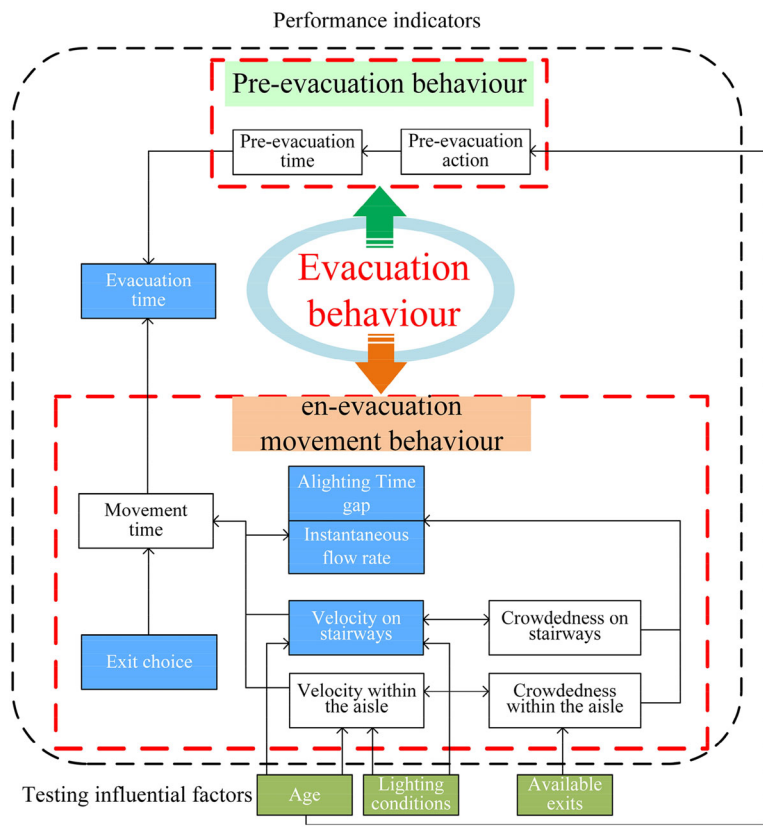 Performance indicators
Pre-evacuation behaviour
Pre-evacuation
time
Pre-evacuation
action
Evacuation
time
Evacuation
behaviour
en-evacuation
movement behaviour
Alighting Time
gap
Movement
time
Instantaneous
flow rate
Velocity on
stairways
Crowdedness on
stairways
Exit choice
Velocity within
the aisle
Crowdedness
within the aisle
Testing influential factors
Age
Lighting
conditions
Available
exits